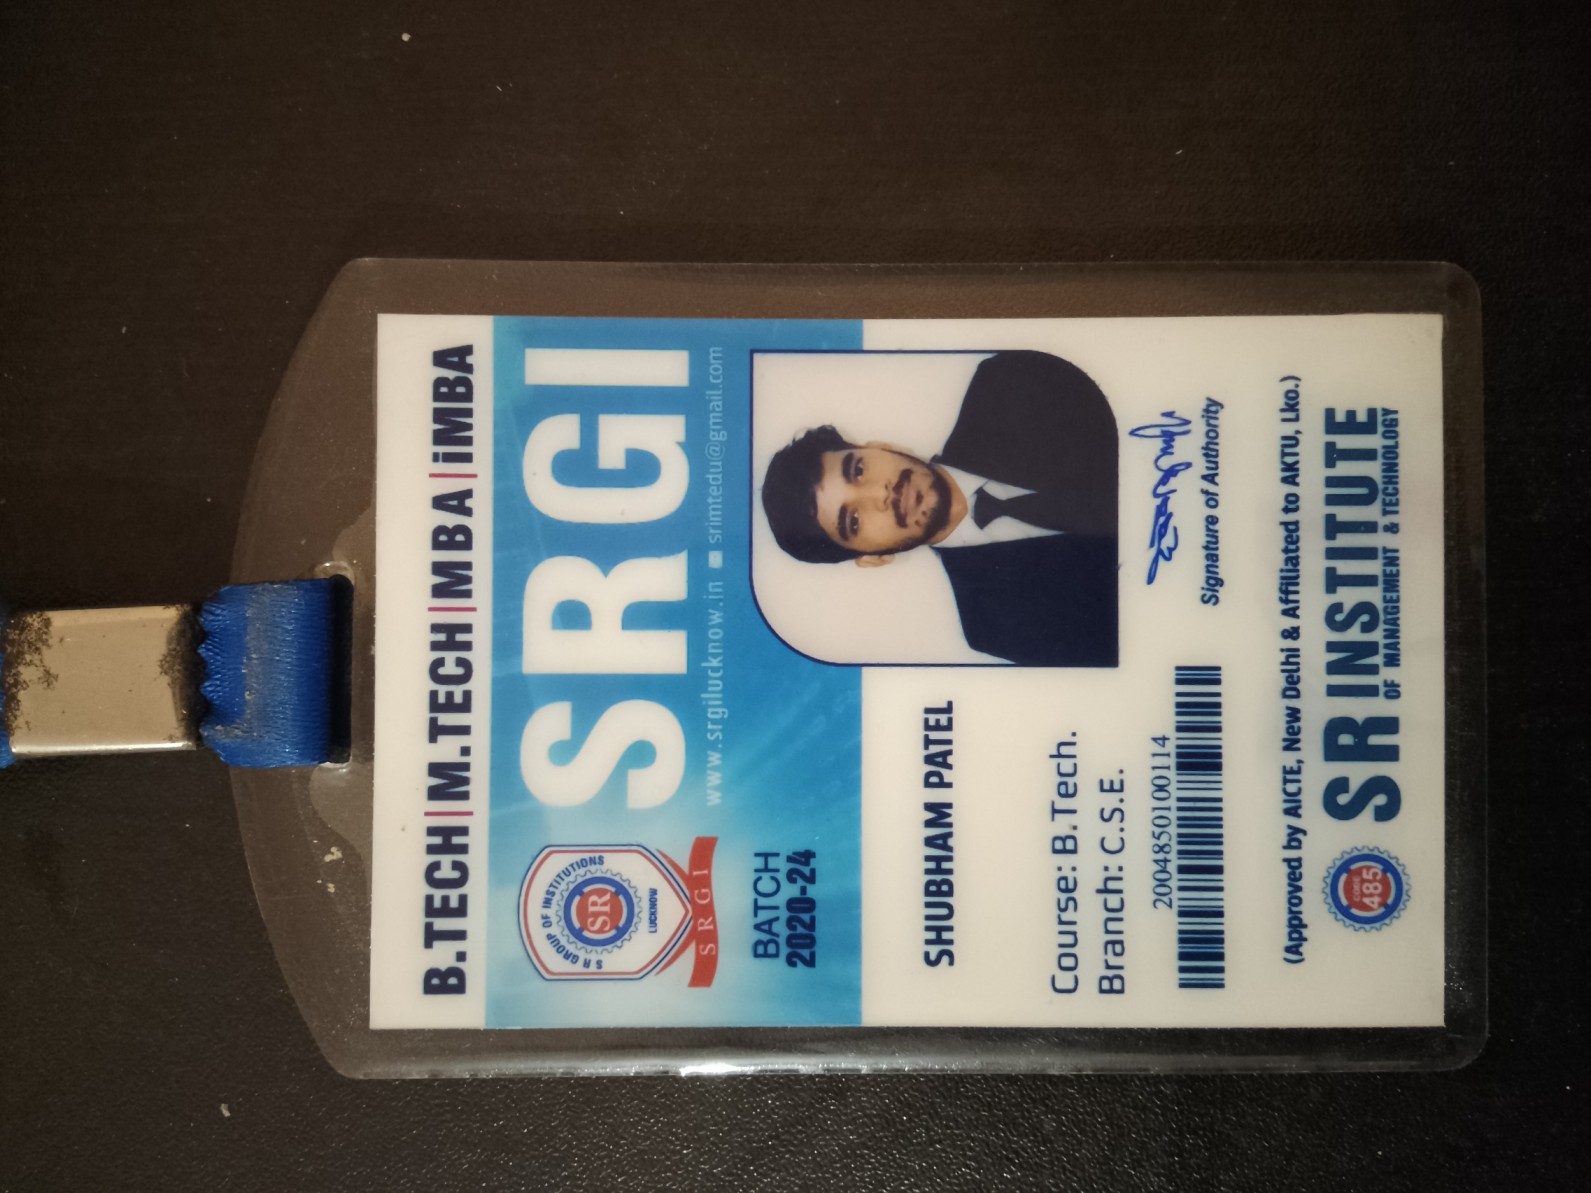 B.TECH|M.TECH|MBA|iMBA
SRGI
www.srgilucknow.in ■ srimtedu@gmail.com
S R GROUP OF INSTITUTIONS
SR
LUCKNOW
SRGI
BATCH
2020-24
SHUBHAM PATEL
Course: B.Tech.
Branch: C.S.E.
2004850100114
Signature of Authority
(Approved by AICTE, New Delhi & Affiliated to AKTU, Lko.)
CODE
485
SR INSTITUTE
OF MANAGEMENT & TECHNOLOGY